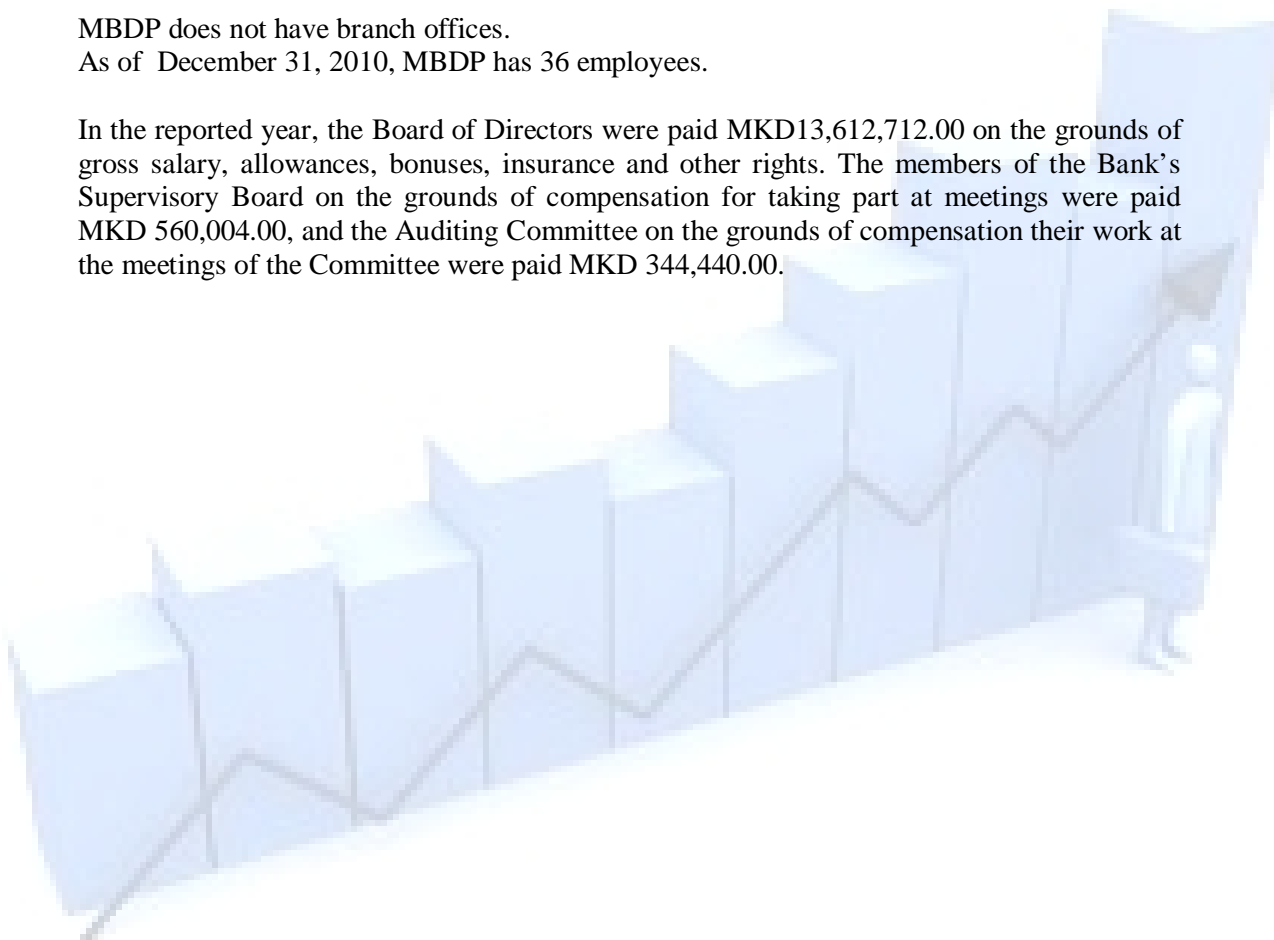 MBDP does not have branch offices.
As of December 31, 2010, MBDP has 36 employees.
In the reported year, the Board of Directors were paid MKD13,612,712.00 on the grounds of
gross salary, allowances, bonuses, insurance and other rights. The members of the Bank's
Supervisory Board on the grounds of compensation for taking part at meetings were paid
MKD 560,004.00, and the Auditing Committee on the grounds of compensation their work at
the meetings of the Committee were paid MKD 344,440.00.